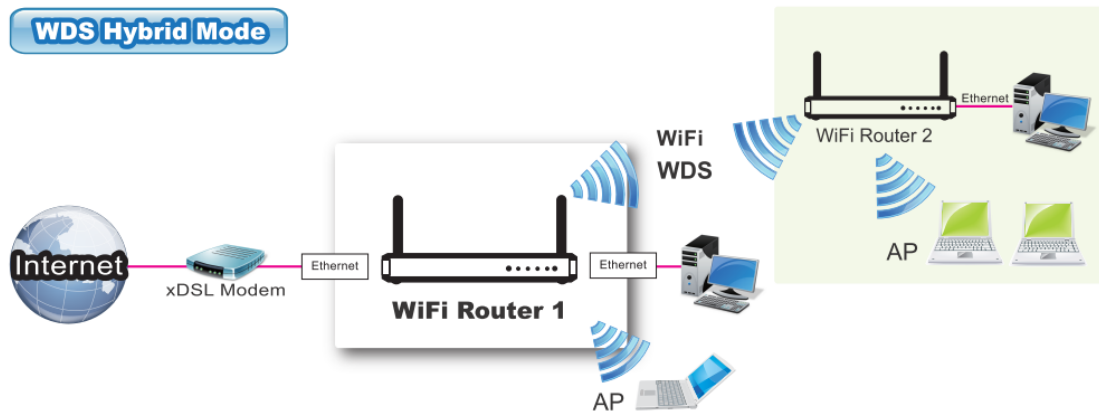 WDS Hybrid Mode
Ethernet
WiFi Router 2
WiFi
WDS
AP
Internet
xDSL Modem
Ethernet
Ethernet
WiFi Router 1
AP